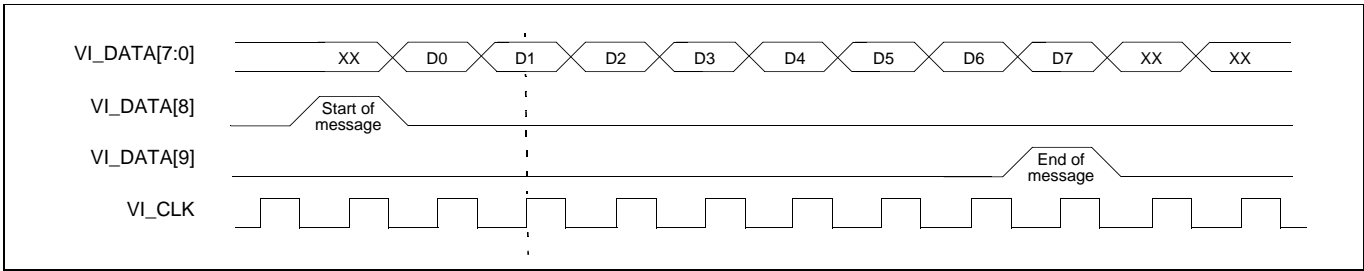 VI_DATA[7:0] XX D0 D1 D2 D3 D4 D5 D6 D7 XX XX
VI_DATA[8] Start of
message
VI_DATA[9] End of
message
VI_CLK